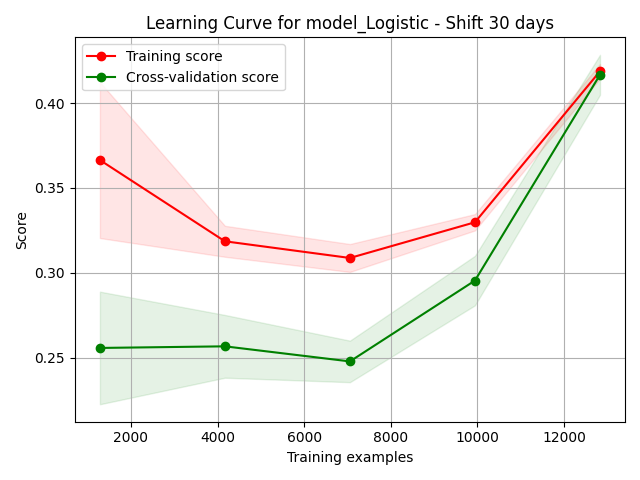 Learning Curve for model_Logistic - Shift 30 days
Training score
Cross-validation score
0.40
0.35
0.30
0.25
Score
2000 4000 6000 8000 10000 12000
Training examples